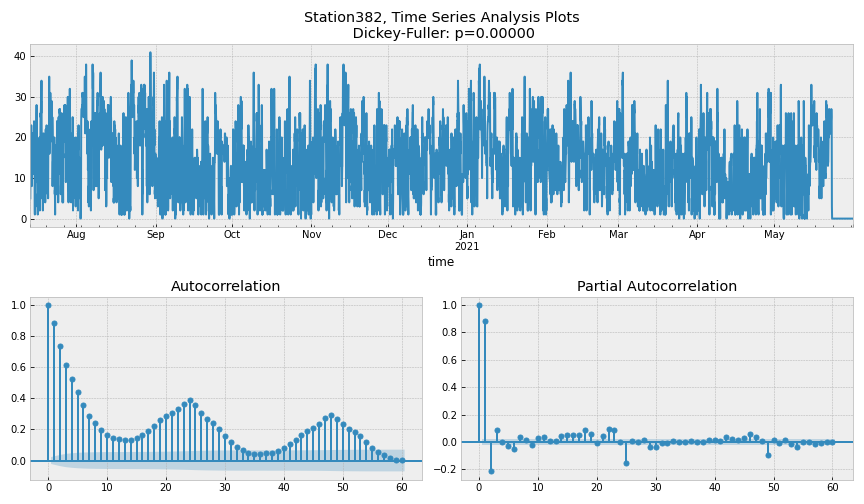 Station382, Time Series Analysis Plots
Dickey-Fuller: p=0.00000
40
30
20
10
0
Aug Sep Oct Nov Dec Jan Feb Mar Apr May
2021
time
Autocorrelation
1.0
0.8
0.6
0.4
0.2
0.0
0 10 20 30 40 50 60
Partial Autocorrelation
1.0
0.8
0.6
0.4
0.2
0.0
−0.2
0 10 20 30 40 50 60